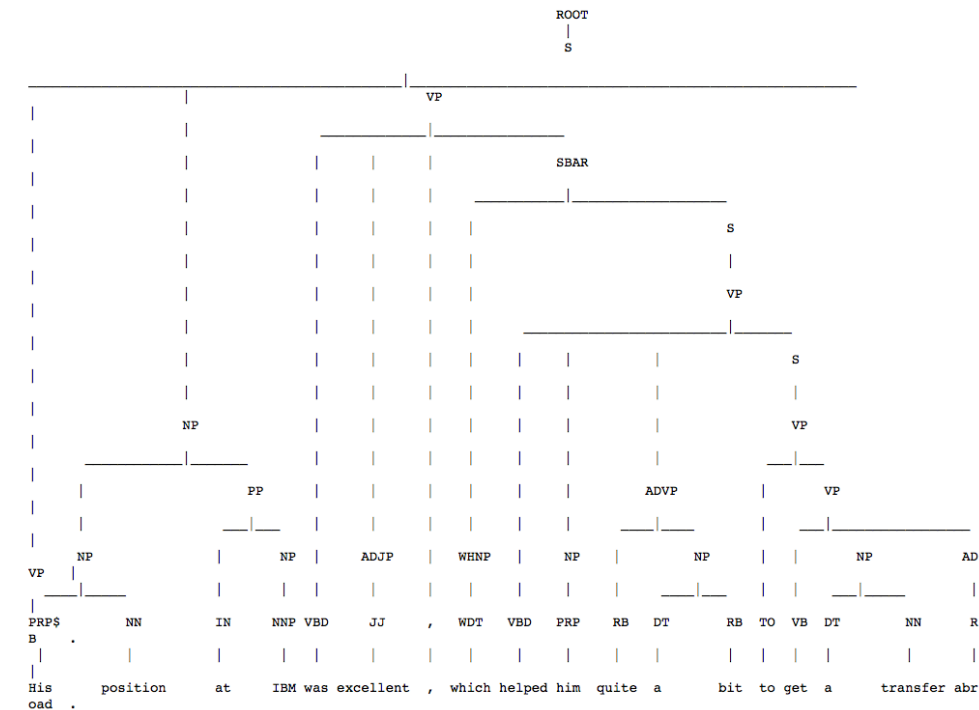 ROOT
S
VP
SBAR
S
VP
S
NP VP
PP ADVP VP
NP NP ADJP WHNP NP NP NP AD
VP
PRP$ NN IN NNP VBD JJ , WDT VBD PRP RB DT RB TO VB DT NN R
B .
His position at IBM was excellent , which helped him quite a bit to get a transfer abr
oad .